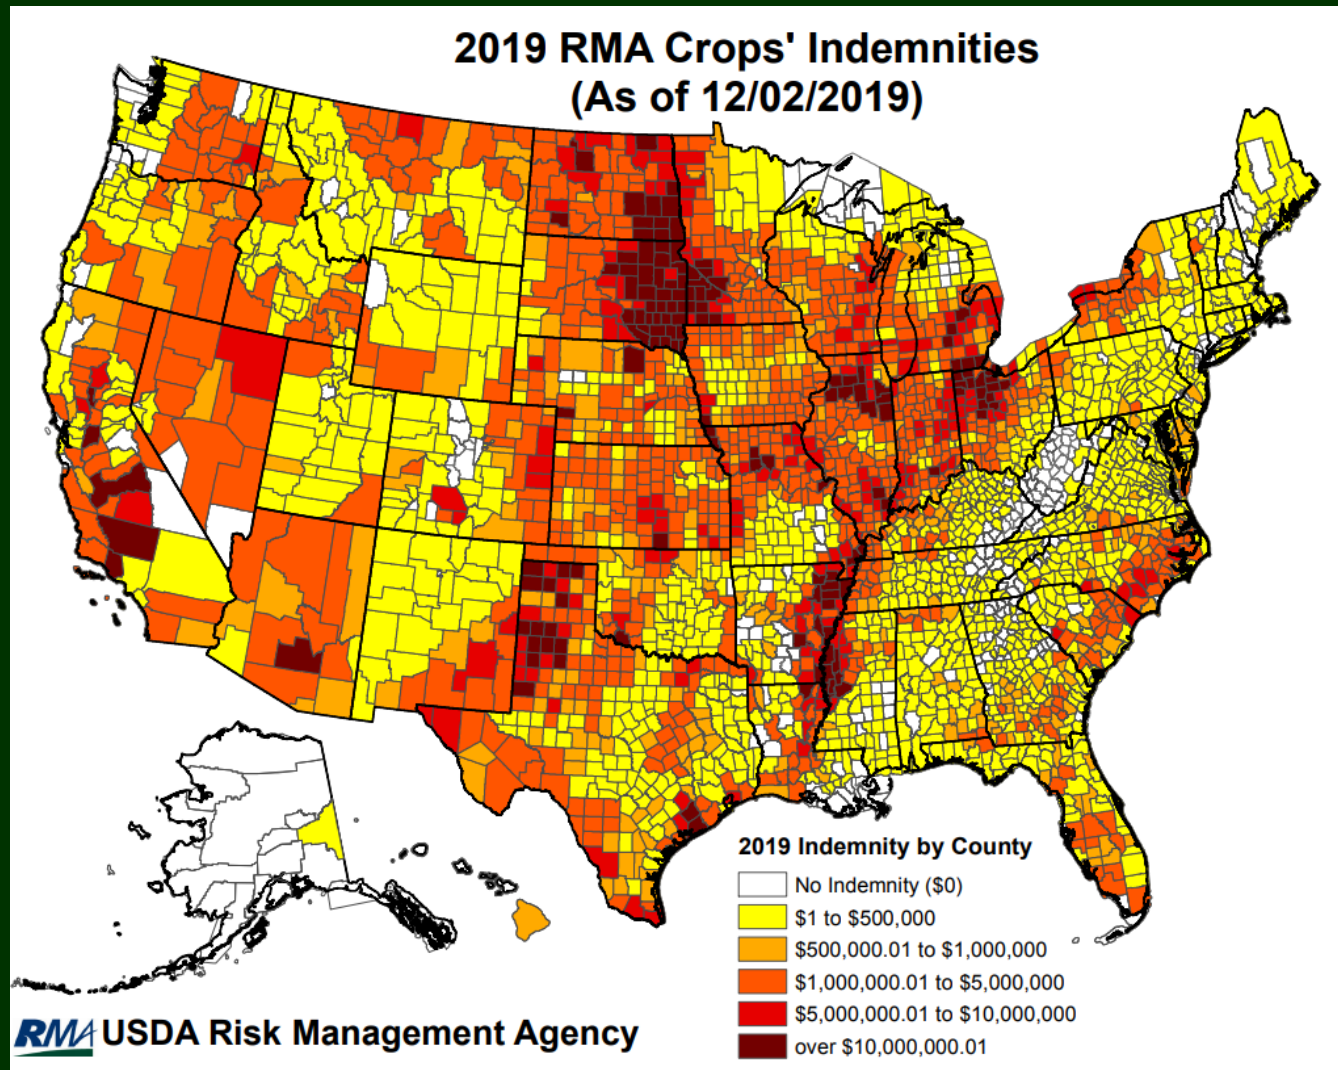 2019 RMA Crops' Indemnities
(As of 12/02/2019)
2019 Indemnity by County
No Indemnity ($0)
$1 to $500,000
$500,000.01 to $1,000,000
$1,000,000.01 to $5,000,000
$5,000,000.01 to $10,000,000
over $10,000,000.01
RMA USDA Risk Management Agency